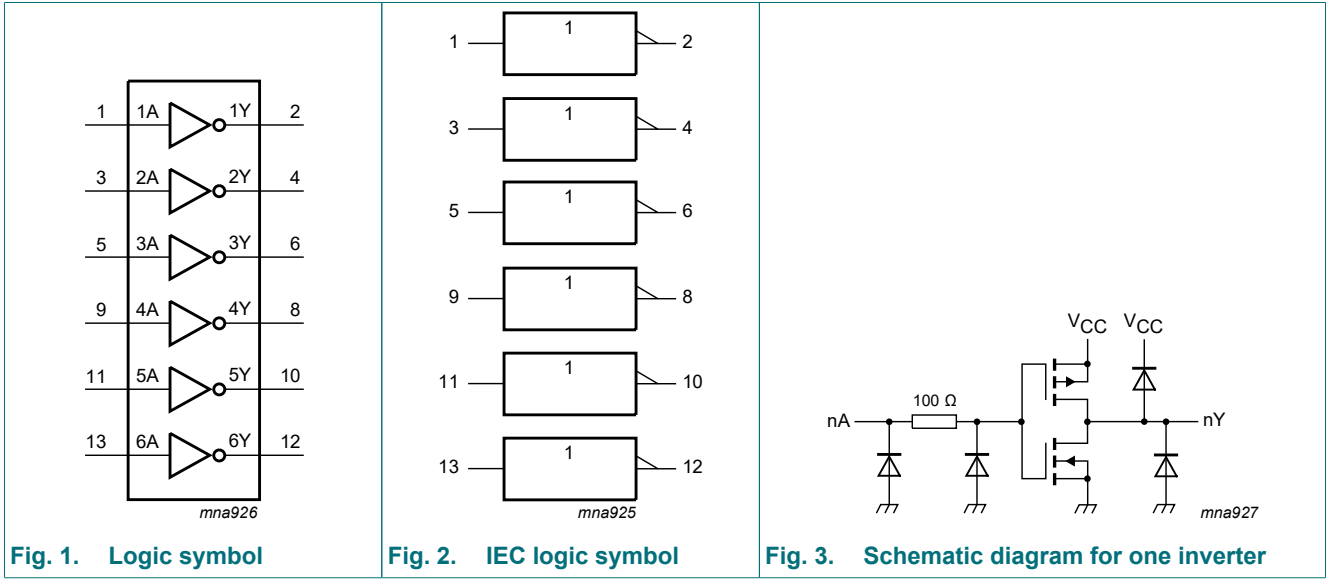 1 1A 1Y 2
3 2A 2Y 4
5 3A 3Y 6
9 4A 4Y 8
11 5A 5Y 10
13 6A 6Y 12
mna926
Fig. 1. Logic symbol
1 1 2
3 1 4
5 1 6
9 1 8
11 1 10
13 1 12
mna925
Fig. 2. IEC logic symbol
VCC VCC
100 Ω
nA nY
mna927
Fig. 3. Schematic diagram for one inverter